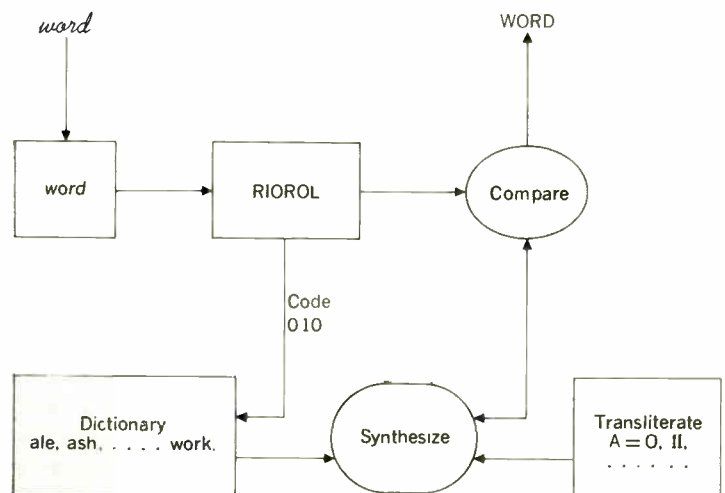 word
WORD
word
RIOROL
Compare
Code
010
Dictionary
ale, ash, . . . . . work.
Synthesize
Transliterate
A = O, II,
. . . . . .